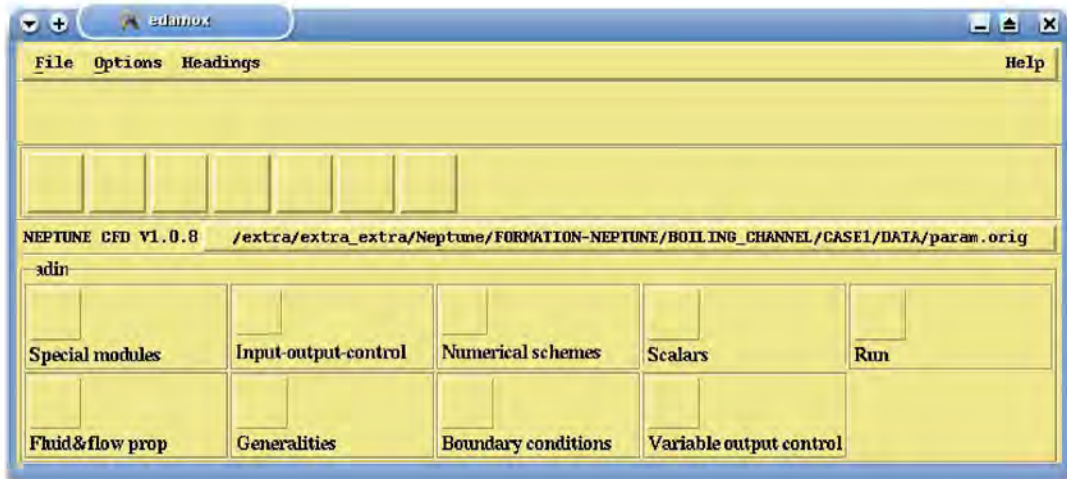 edamox
File Options Headings Help
NEPTUNE CFD V1.0.8 /extra/extra_extra/Neptune/FORMATION-NEPTUNE/BOILING_CHANNEL/CASE1/DATA/param.orig
adin
Special modules Input-output-control Numerical schemes Scalars Run
Fluid&flow prop Generalities Boundary conditions Variable output control